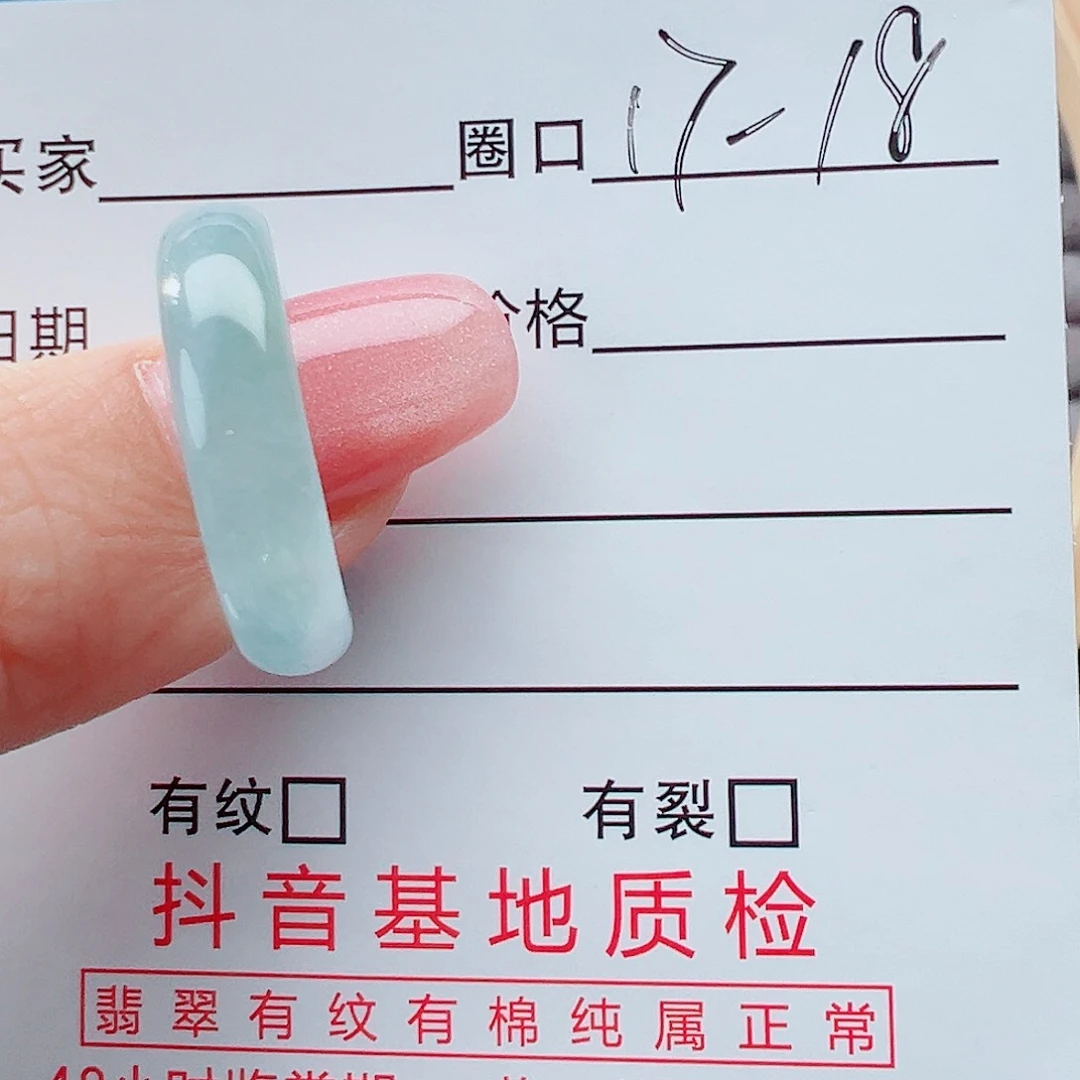 买家 圈口 17-18
日期 价格
有纹 有裂
抖音基地质检
翡翠有纹有棉纯属正常